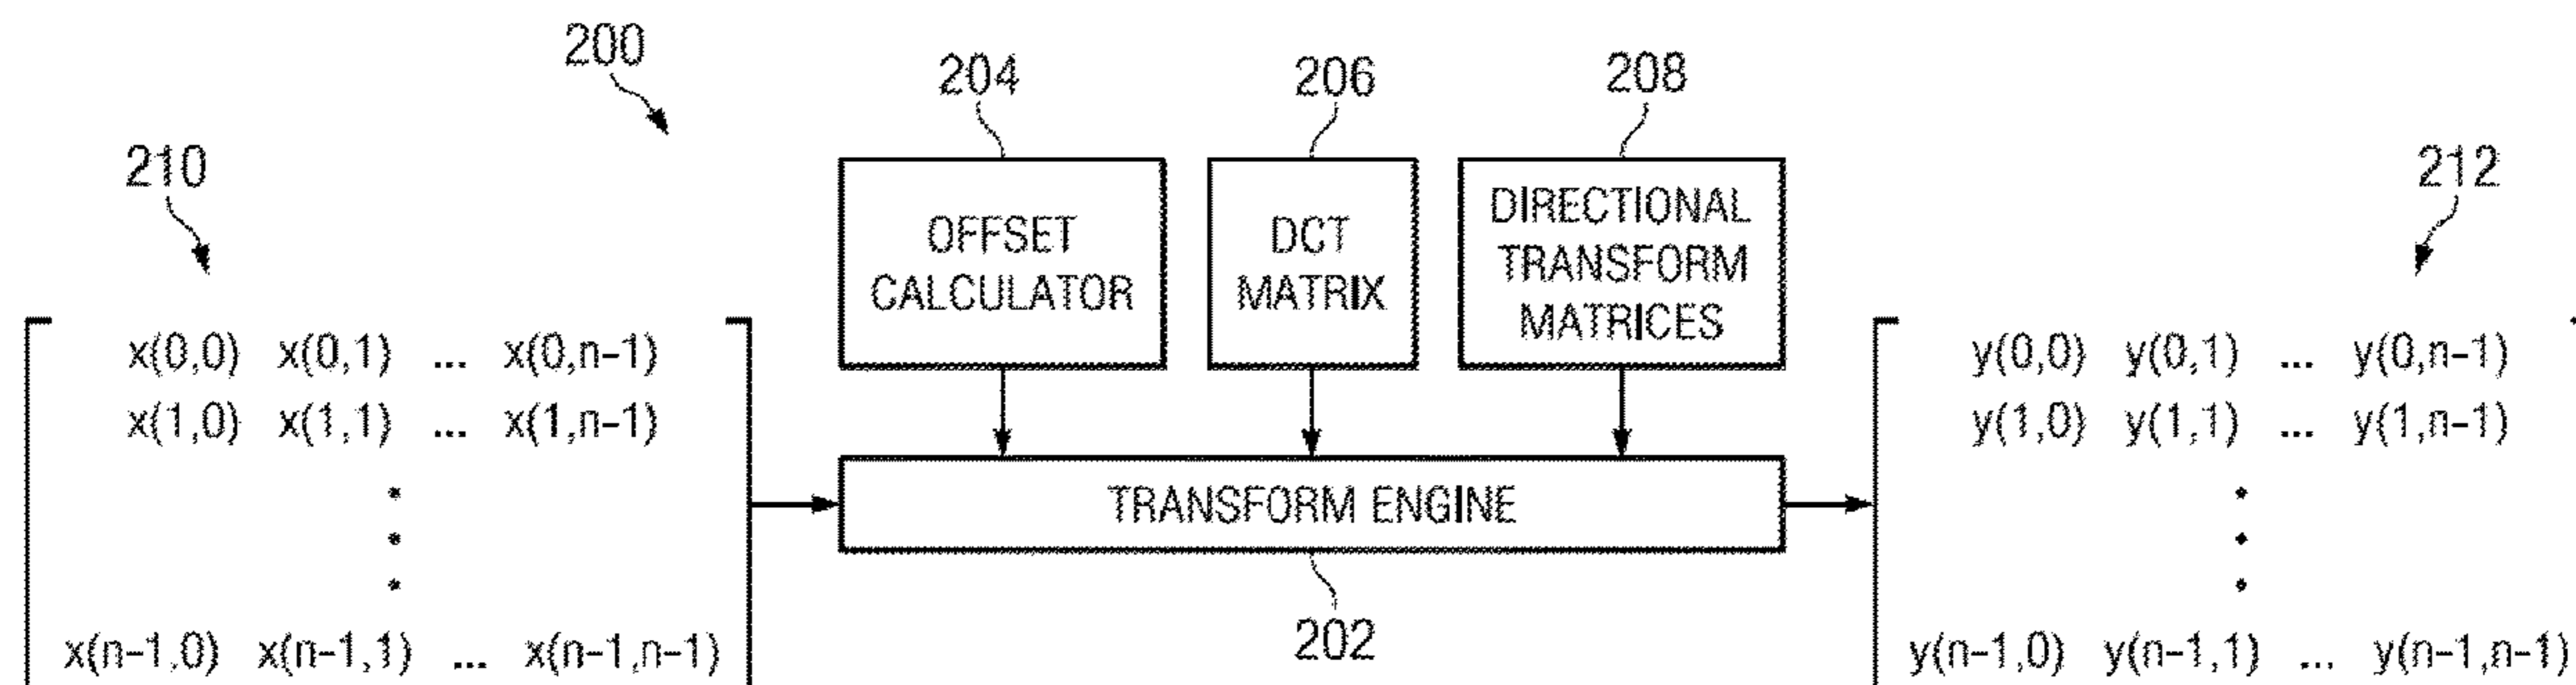 200
204
206
208
210
212
OFFSET
CALCULATOR
DCT
MATRIX
DIRECTIONAL
TRANSFORM
MATRICES
x(0,0) x(0,1) ... x(0,n-1)
x(1,0) x(1,1) ... x(1,n-1)
x(n-1,0) x(n-1,1) ... x(n-1,n-1)
TRANSFORM ENGINE
202
y(0,0) y(0,1) ... y(0,n-1)
y(1,0) y(1,1) ... y(1,n-1)
y(n-1,0) y(n-1,1) ... y(n-1,n-1)